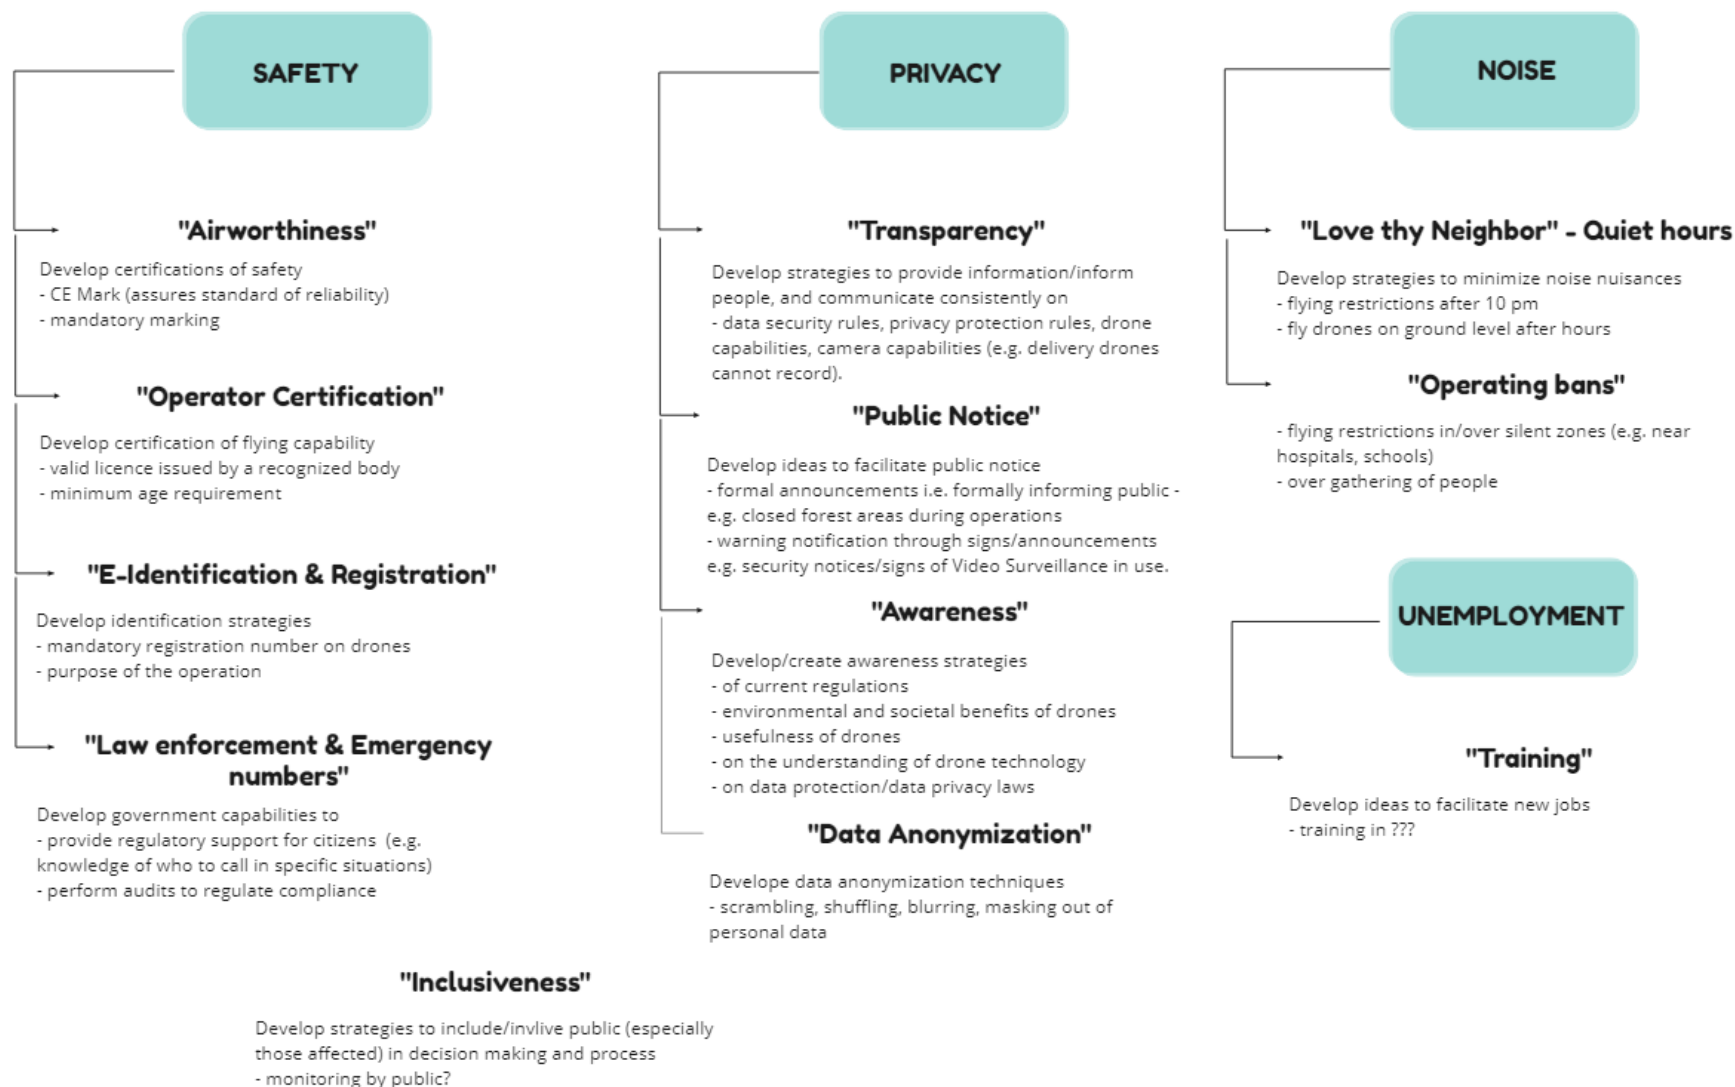 SAFETY
"Airworthiness"
Develop certifications of safety
- CE Mark (assures standard of reliability)
- mandatory marking
"Operator Certification"
Develop certification of flying capability
- valid licence issued by a recognized body
- minimum age requirement
"E-Identification & Registration"
Develop identification strategies
- mandatory registration number on drones
- purpose of the operation
"Law enforcement & Emergency
numbers"
Develop government capabilities to
- provide regulatory support for citizens (e.g.
knowledge of who to call in specific situations)
- perform audits to regulate compliance
PRIVACY
"Transparency"
Develop strategies to provide information/inform
people, and communicate consistently on
- data security rules, privacy protection rules, drone
capabilities, camera capabilities (e.g. delivery drones
cannot record).
"Public Notice"
Develop ideas to facilitate public notice
- formal announcements i.e. formally informing public -
e.g. closed forest areas during operations
- warning notification through signs/announcements
e.g. security notices/signs of Video Surveillance in use.
"Awareness"
Develop/create awareness strategies
- of current regulations
- environmental and societal benefits of drones
- usefulness of drones
- on the understanding of drone technology
- on data protection/data privacy laws
"Data Anonymization"
Develope data anonymization techniques
- scrambling, shuffling, blurring, masking out of
personal data
NOISE
"Love thy Neighbor" - Quiet hours
Develop strategies to minimize noise nuisances
- flying restrictions after 10 pm
- fly drones on ground level after hours
"Operating bans"
- flying restrictions in/over silent zones (e.g. near
hospitals, schools)
- over gathering of people
UNEMPLOYMENT
"Training"
Develop ideas to facilitate new jobs
- training in ???
"Inclusiveness"
Develop strategies to include/invlive public (especially
those affected) in decision making and process
- monitoring by public?